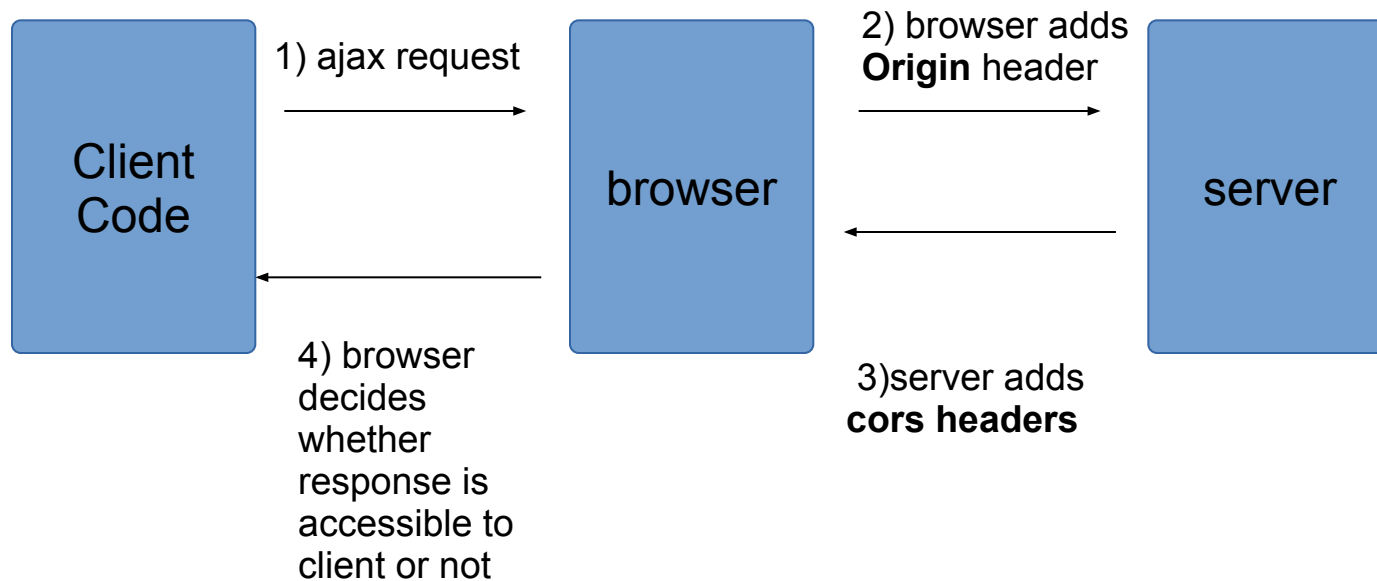 1) ajax request
2) browser adds
Origin header
Client
Code
browser
server
4) browser
decides
whether
response is
accessible to
client or not
3)server adds
cors headers